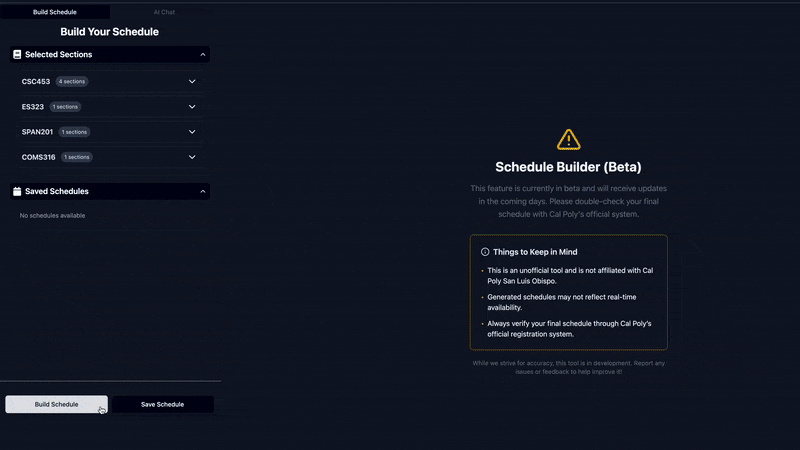 Build Schedule
AI Chat
Build Your Schedule
Selected Sections
CSC453 4 sections
ES323 1 sections
SPAN201 1 sections
COMS316 1 sections
Saved Schedules
No schedules available
Build Schedule
Save Schedule
Schedule Builder (Beta)
This feature is currently in beta and will receive updates
in the coming days. Please double-check your final
schedule with Cal Poly's official system.
Things to Keep in Mind
• This is an unofficial tool and is not affiliated with Cal
Poly San Luis Obispo.
• Generated schedules may not reflect real-time
availability.
• Always verify your final schedule through Cal Poly's
official registration system.
While we strive for accuracy, this tool is in development. Report any
issues or feedback to help improve it!